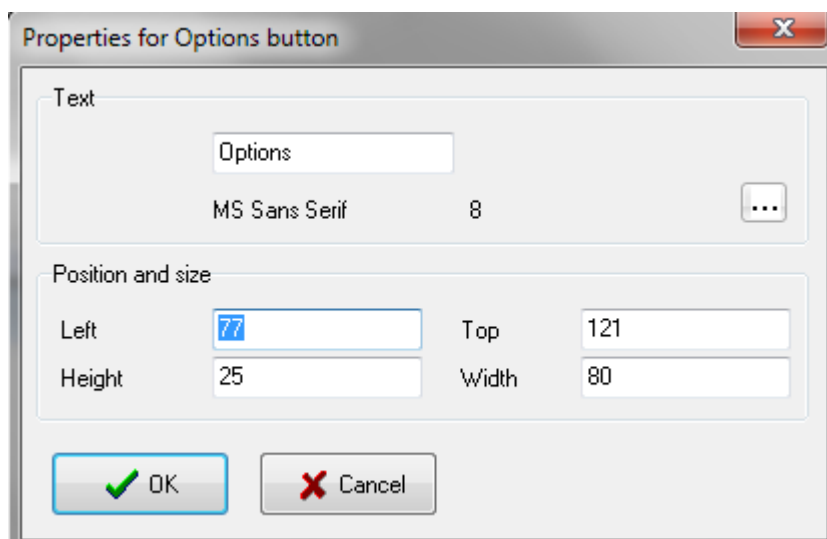 Properties for Options button
Text
Options
MS Sans Serif 8 ...
Position and size
Left 77 Top 121
Height 25 Width 80
OK Cancel